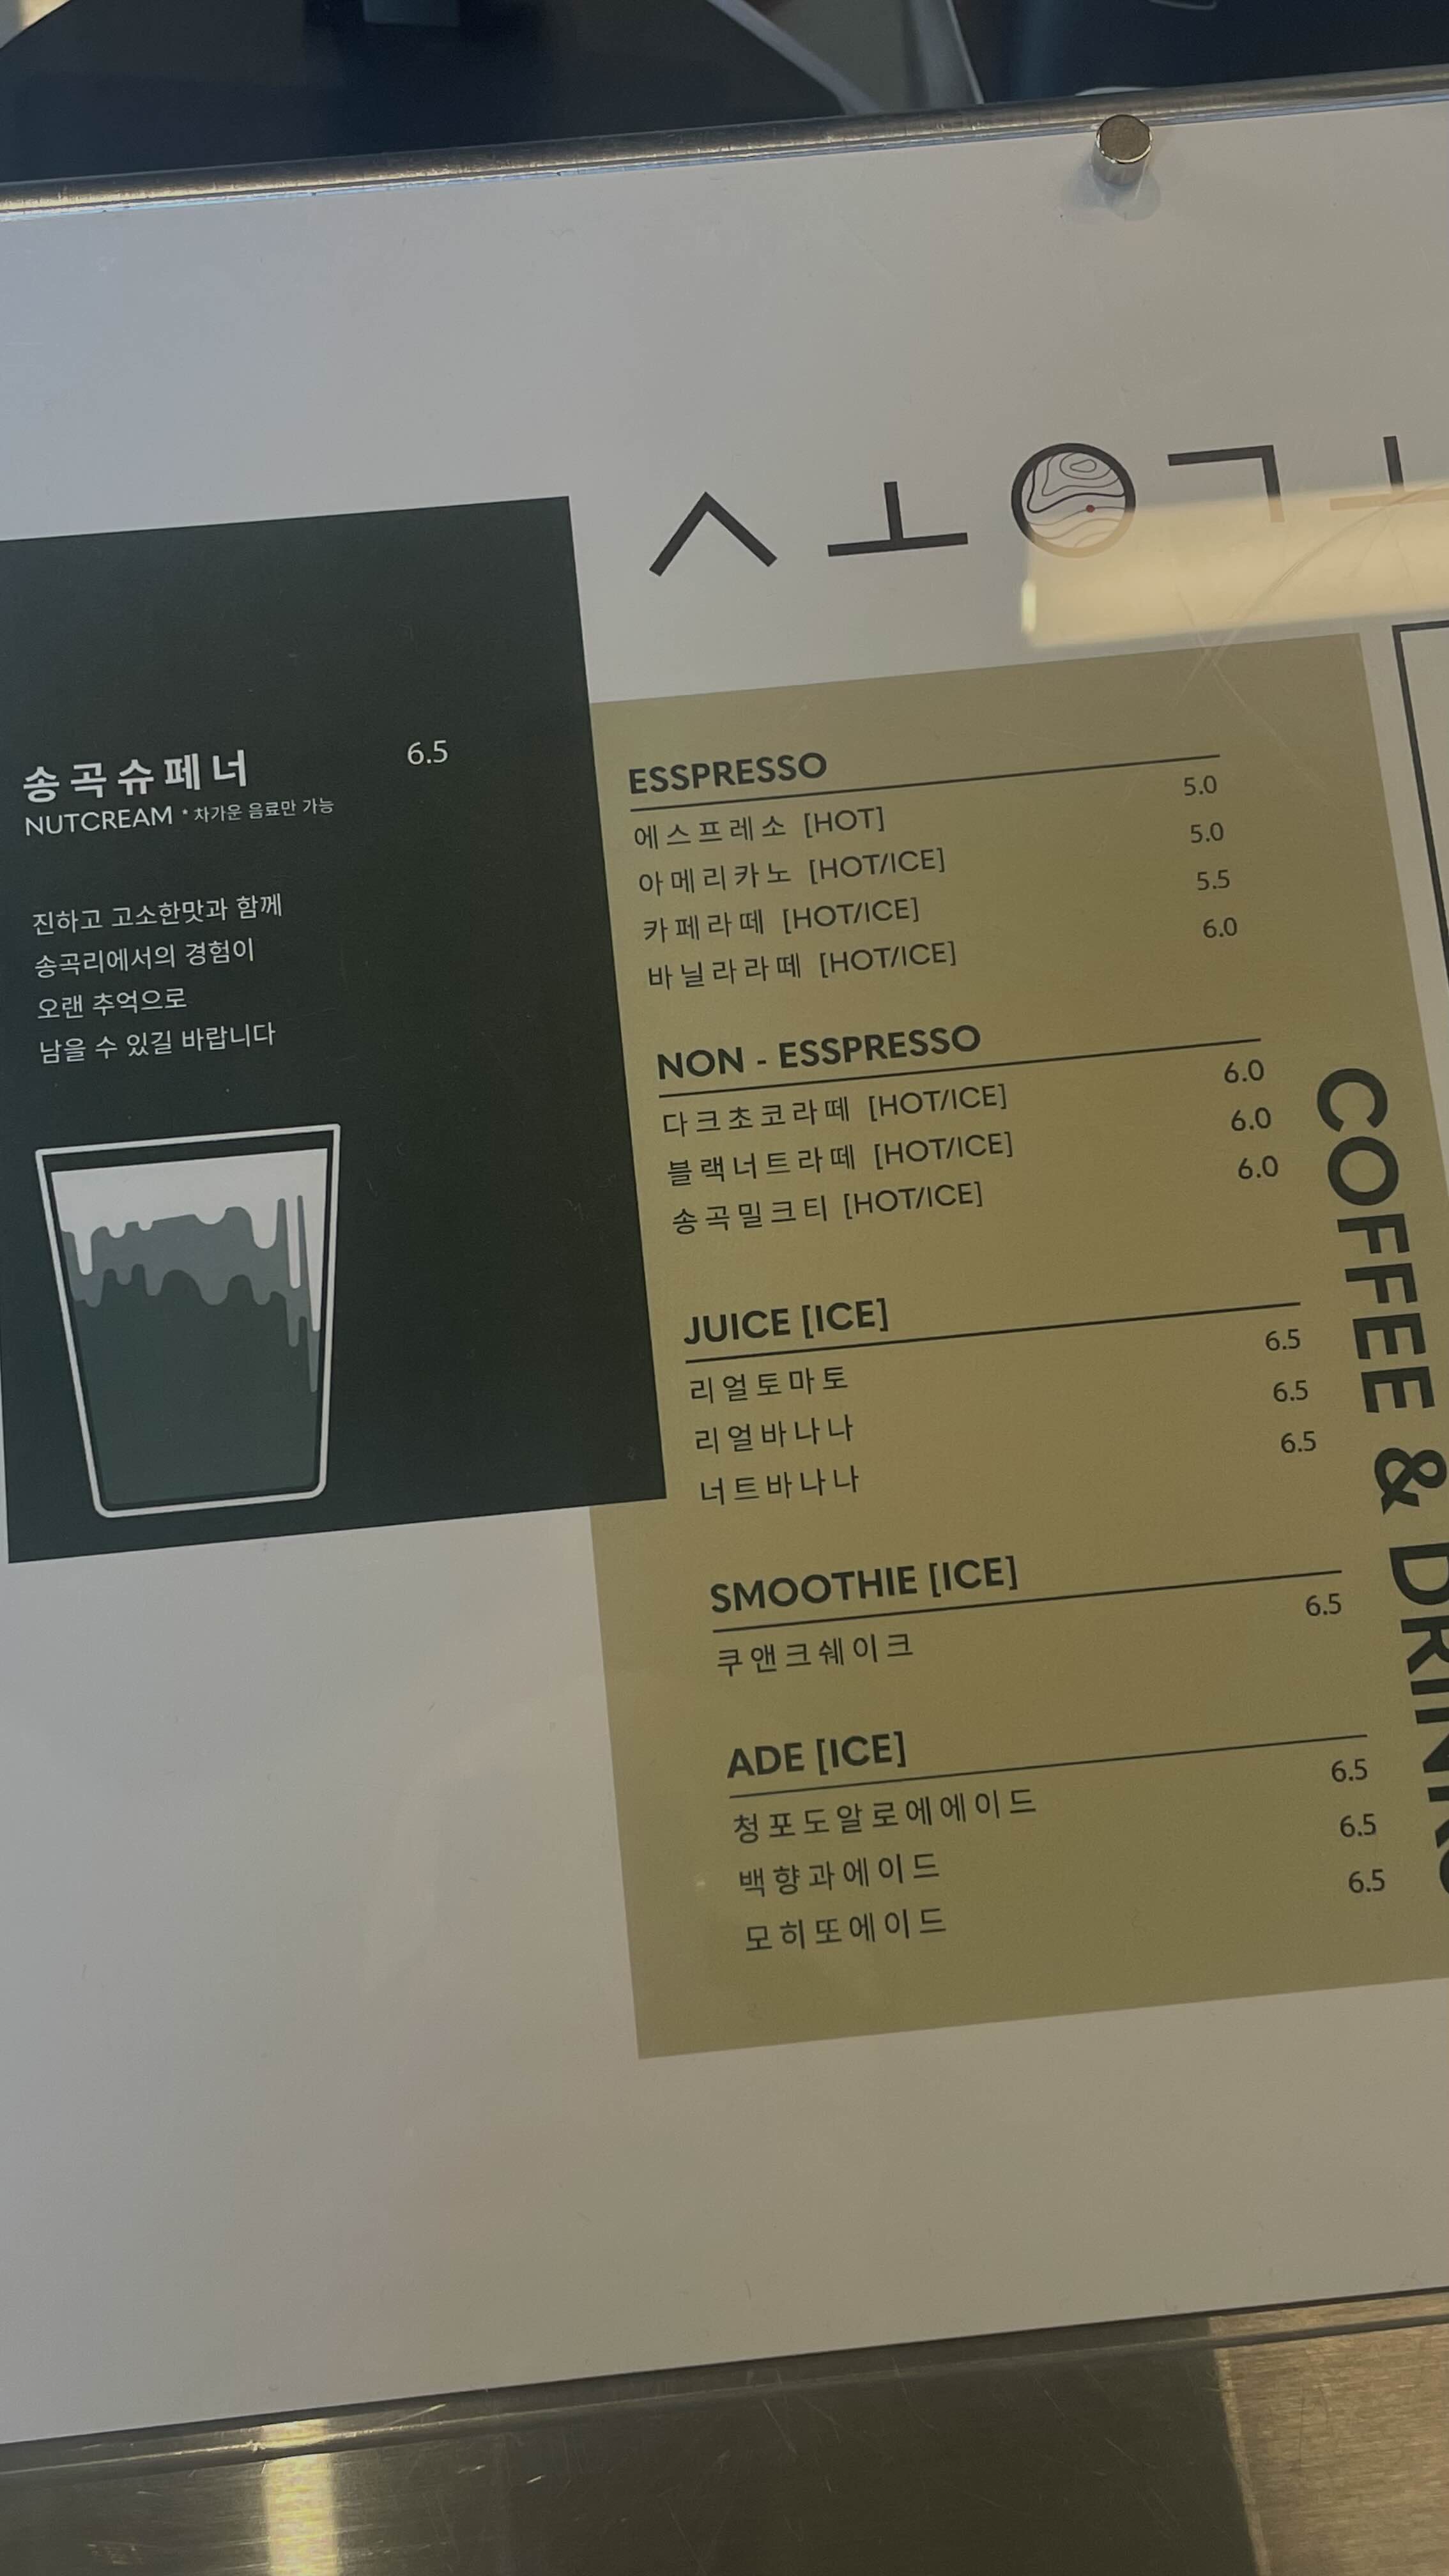 ㅅㅗㅇㄱㅗ
송곡슈페너 6.5
NUTCREAM * 차가운 음료만 가능
진하고 고소한맛과 함께
송곡리에서의 경험이
오랜 추억으로
남을 수 있길 바랍니다
ESSPRESSO
에스프레소 [HOT] 5.0
아메리카노 [HOT/ICE] 5.0
카페라떼 [HOT/ICE] 5.5
바닐라라떼 [HOT/ICE] 6.0
NON - ESSPRESSO
다크초코라떼 [HOT/ICE] 6.0
블랙너트라떼 [HOT/ICE] 6.0
송곡밀크티 [HOT/ICE] 6.0
JUICE [ICE]
리얼토마토 6.5
리얼바나나 6.5
너트바나나 6.5
SMOOTHIE [ICE]
쿠앤크쉐이크 6.5
ADE [ICE]
청포도알로에에이드 6.5
백향과에이드 6.5
모히또에이드 6.5
COFFEE & DRINKS